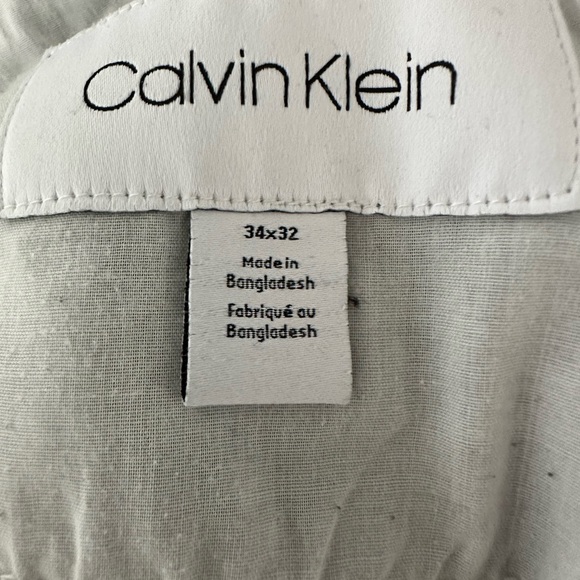 Calvin Klein
34x32
Made in
Bangladesh
Fabriqué au
Bangladesh